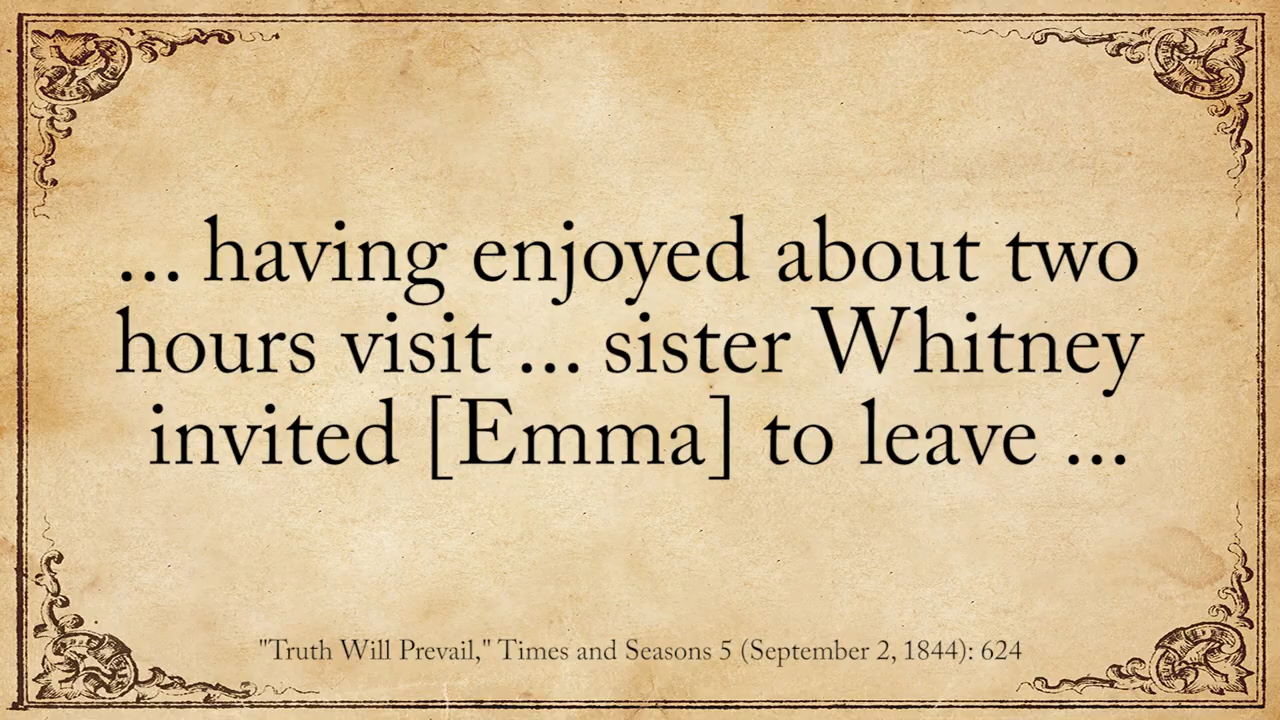 ... having enjoyed about two
hours visit ... sister Whitney
invited [Emma] to leave ...
"Truth Will Prevail," Times and Seasons 5 (September 2, 1844): 624